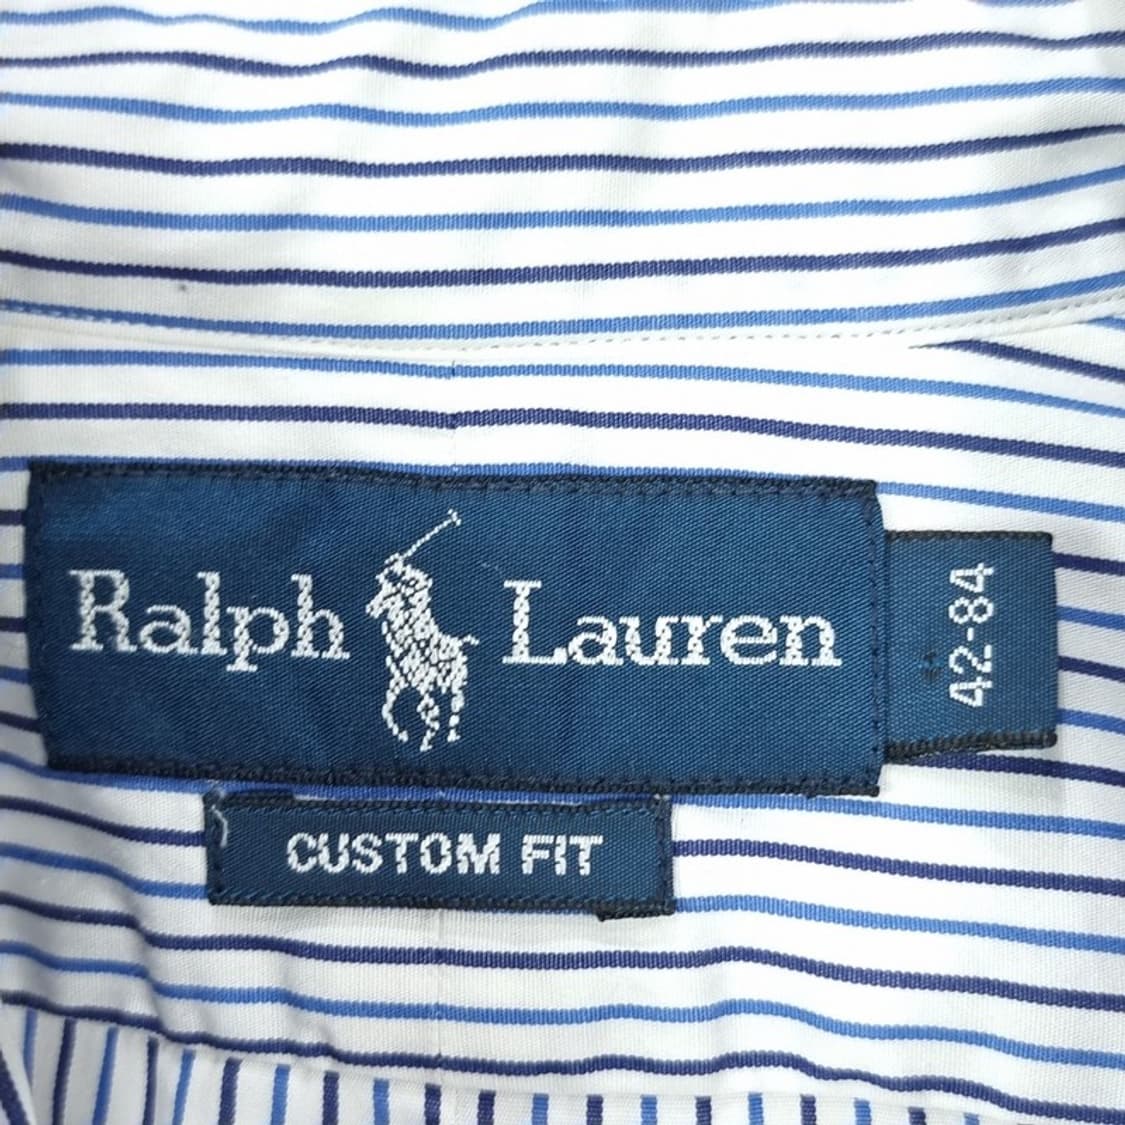 Ralph Lauren
42-84
CUSTOM FIT